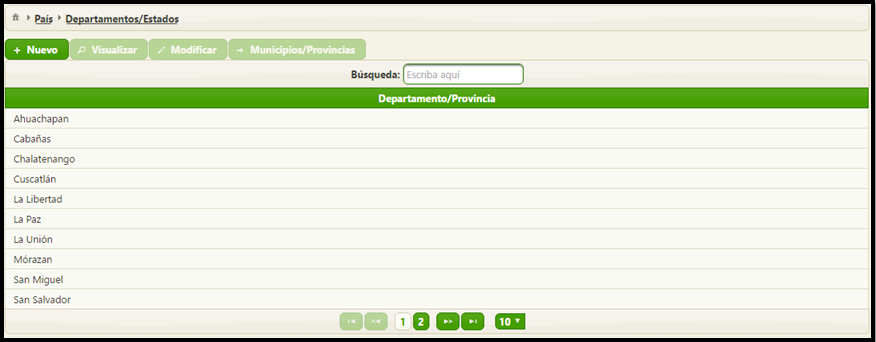 País Departamentos/Estados
Nuevo Visualizar Modificar Municipios/Provincias
Búsqueda: Escriba aquí
Departamento/Provincia
Ahuachapan
Cabañas
Chalatenango
Cuscatlán
La Libertad
La Paz
La Unión
Mórazan
San Miguel
San Salvador
1 2 10